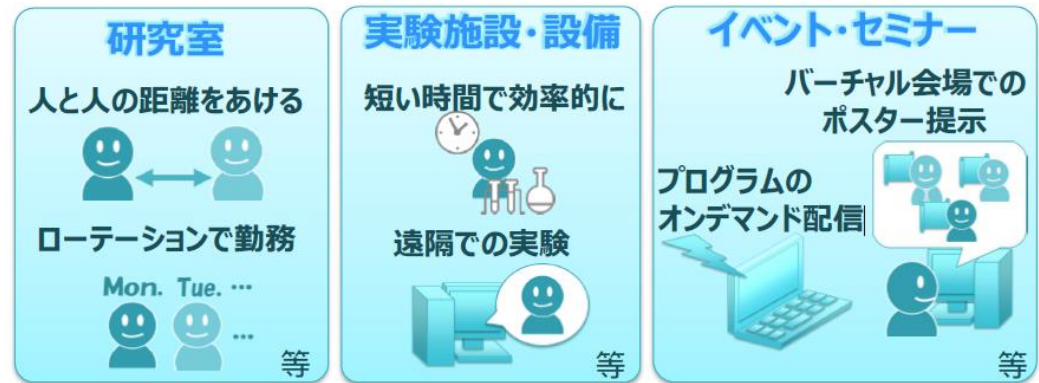 研究室
人と人の距離をあける
ローテーションで勤務
Mon. Tue. …
…
等
実験施設・設備
短い時間で効率的に
遠隔での実験
等
イベント・セミナー
バーチャル会場での
ポスター提示
プログラムの
オンデマンド配信
等